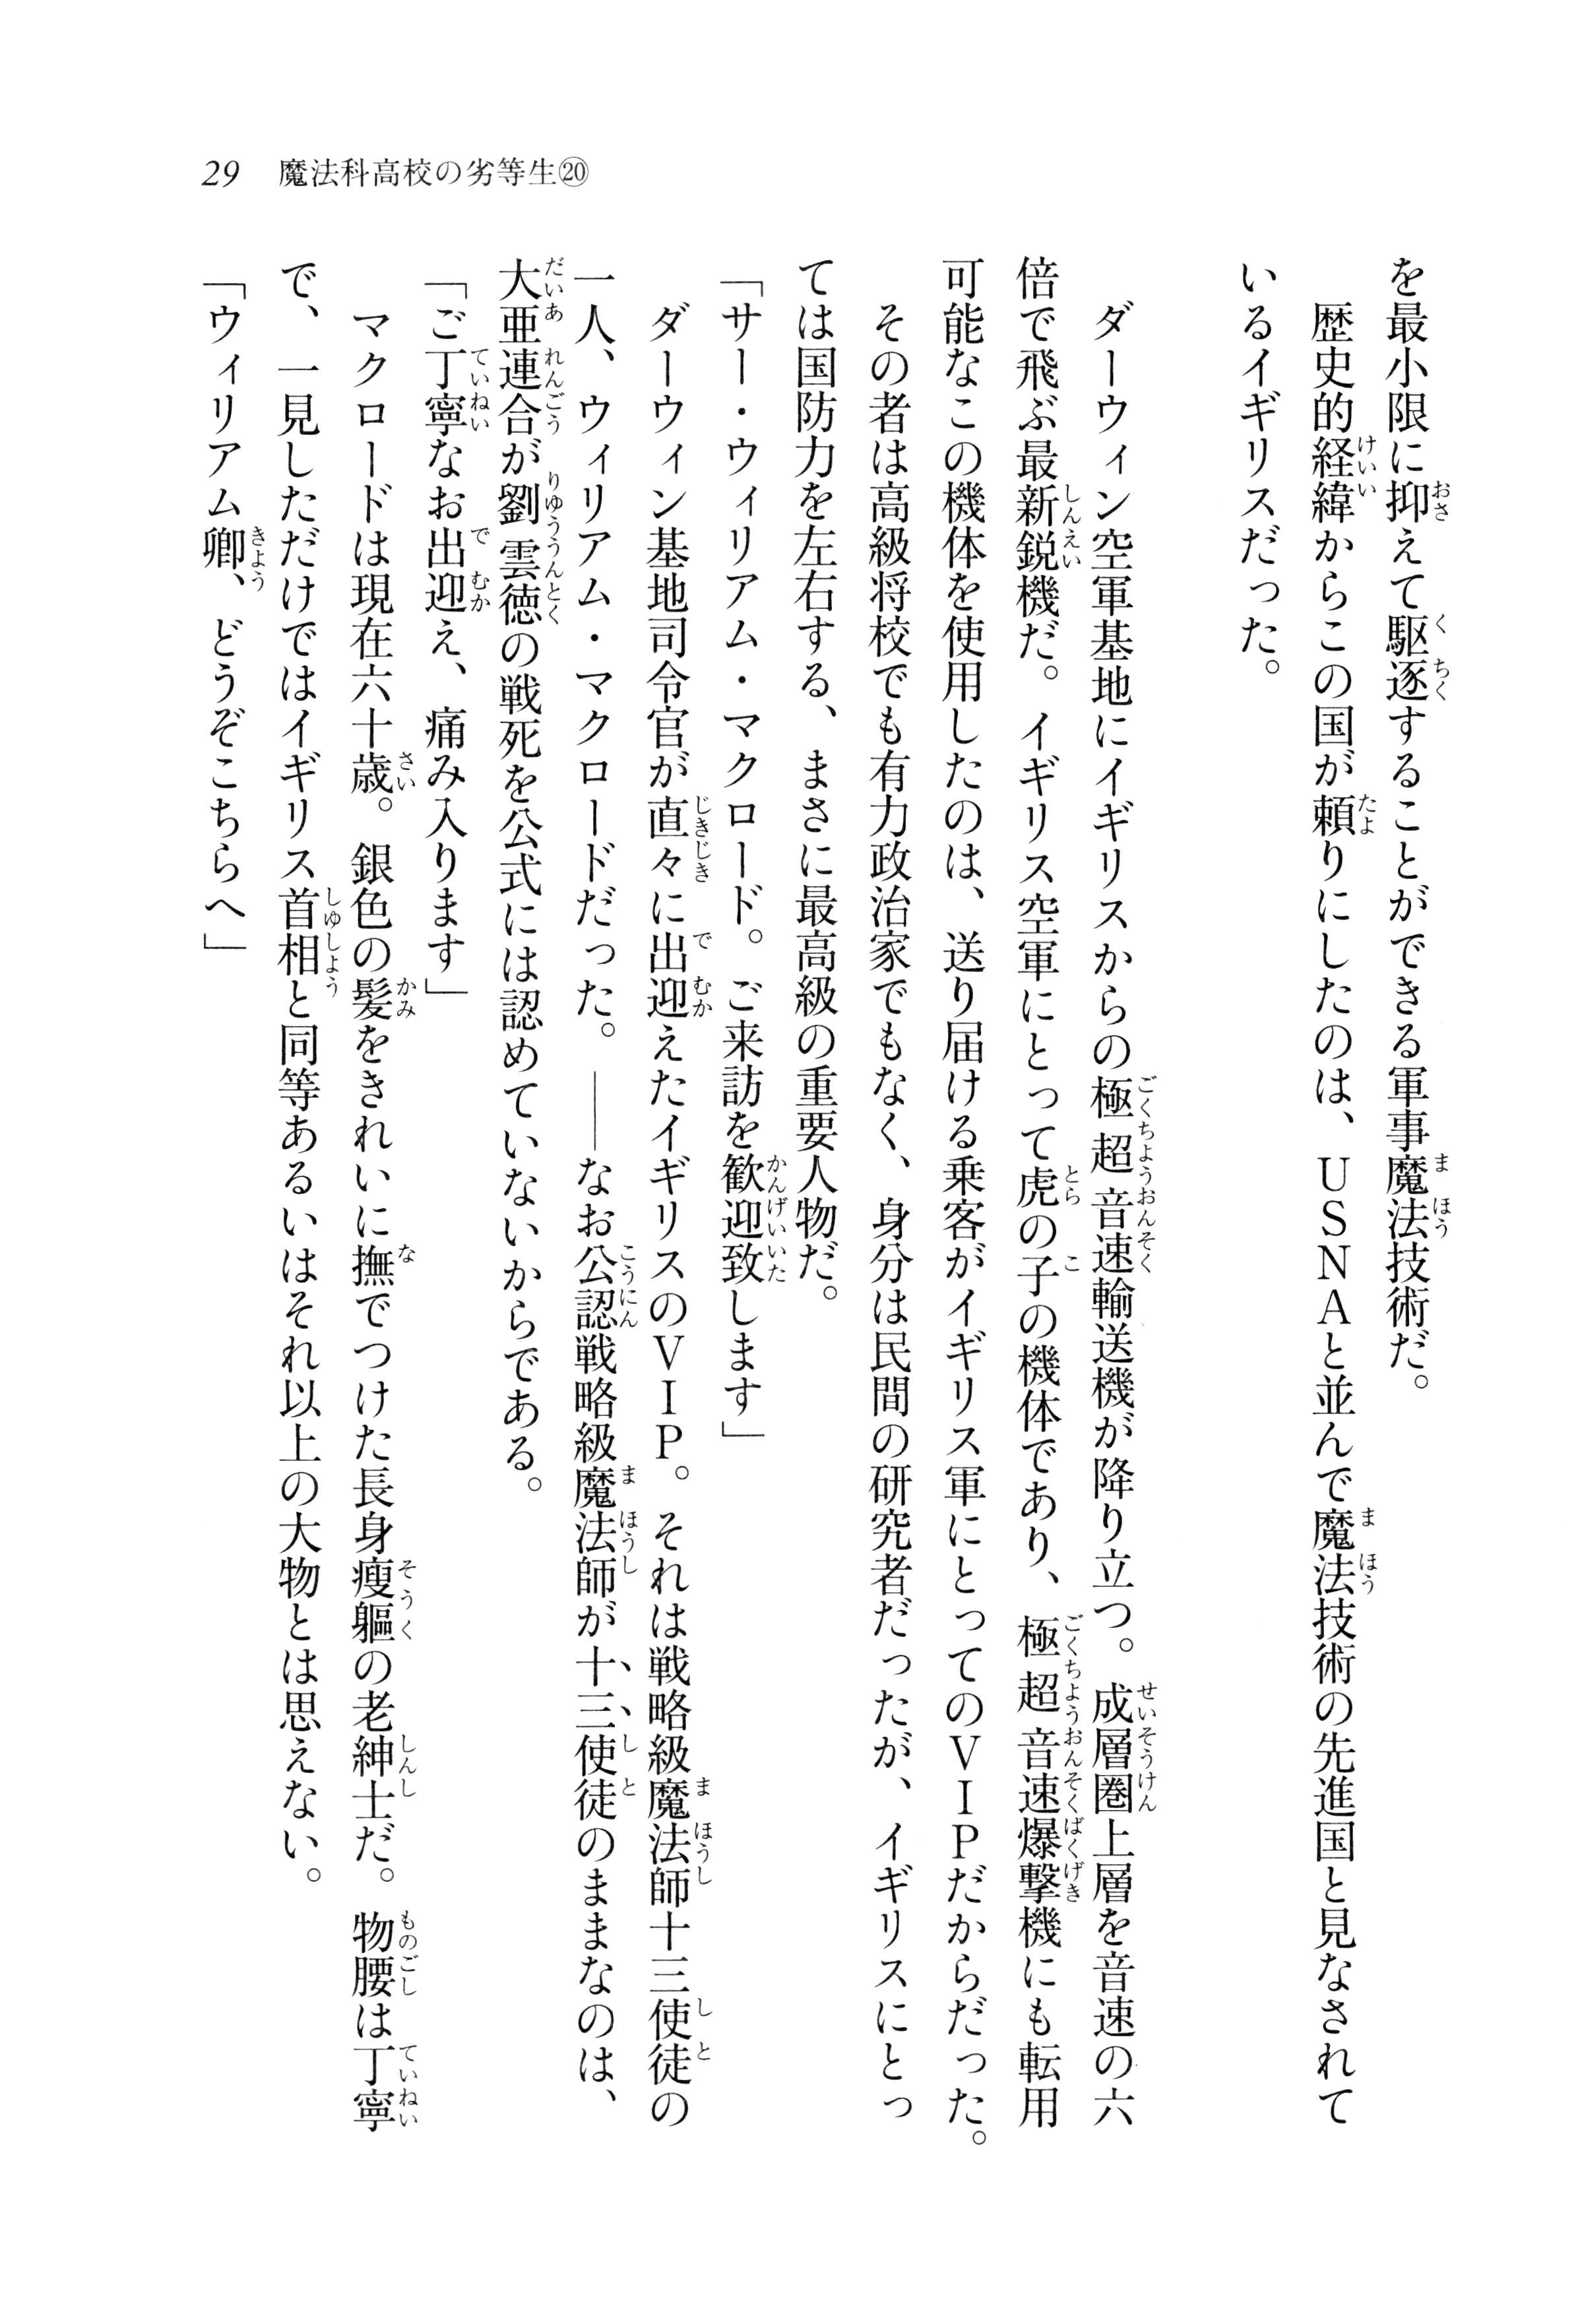 29 魔法科高校の劣等生⑳
を最小限に抑えて駆逐することができる軍事魔法技術だ。
　歴史的経緯からこの国が頼りにしたのは、ＵＳＮＡと並んで魔法技術の先進国と見なされて
いるイギリスだった。
　ダーウィン空軍基地にイギリスからの極超音速輸送機が降り立つ。成層圏上層を音速の六
倍で飛ぶ最新鋭機だ。イギリス空軍にとって虎の子の機体であり、極超音速爆撃機にも転用
可能なこの機体を使用したのは、送り届ける乗客がイギリス軍にとってのＶＩＰだからだった。
　その者は高級将校でも有力政治家でもなく、身分は民間の研究者だったが、イギリスにとっ
ては国防力を左右する、まさに最高級の重要人物だ。
「サー・ウィリアム・マクロード。ご来訪を歓迎致します」
　ダーウィン基地司令官が直々に出迎えたイギリスのＶＩＰ。それは戦略級魔法師十三使徒の
一人、ウィリアム・マクロードだった。――なお公認戦略級魔法師が十三使徒のままなのは、
大亜連合が劉雲徳の戦死を公式には認めていないからである。
「ご丁寧なお出迎え、痛み入ります」
　マクロードは現在六十歳。銀色の髪をきれいに撫でつけた長身痩躯の老紳士だ。物腰は丁寧
で、一見しただけではイギリス首相と同等あるいはそれ以上の大物とは思えない。
「ウィリアム卿、どうぞこちらへ」